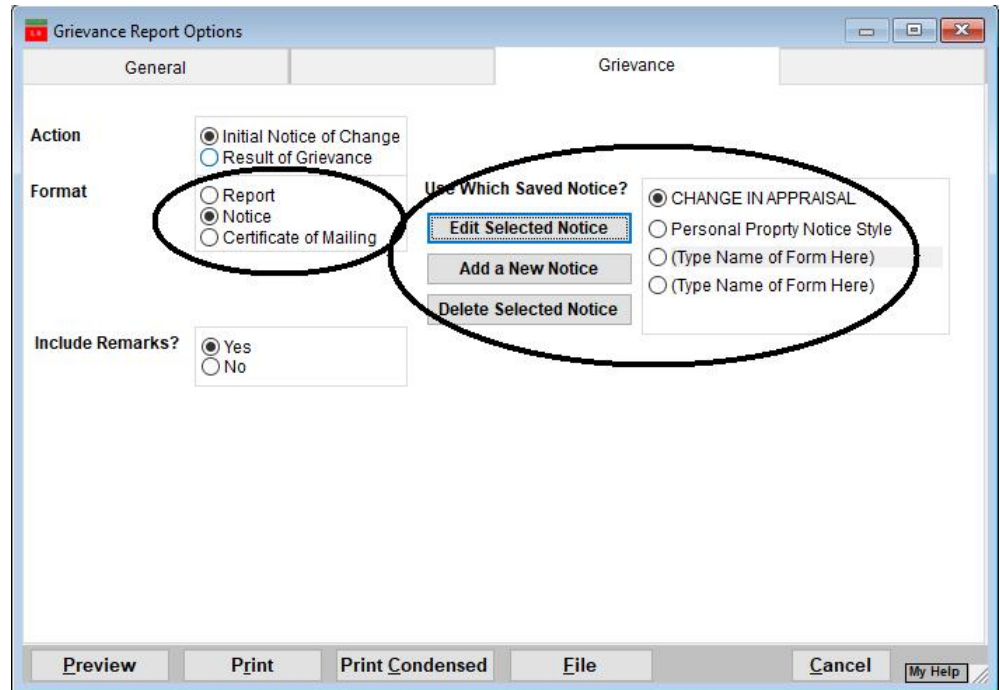 Grievance Report Options
General
Grievance
Action
Initial Notice of Change
Result of Grievance
Format
Report
Notice
Certificate of Mailing
Use Which Saved Notice?
Edit Selected Notice
Add a New Notice
Delete Selected Notice
CHANGE IN APPRAISAL
Personal Proprty Notice Style
(Type Name of Form Here)
(Type Name of Form Here)
Include Remarks?
Yes
No
Preview
Print
Print Condensed
File
Cancel
My Help